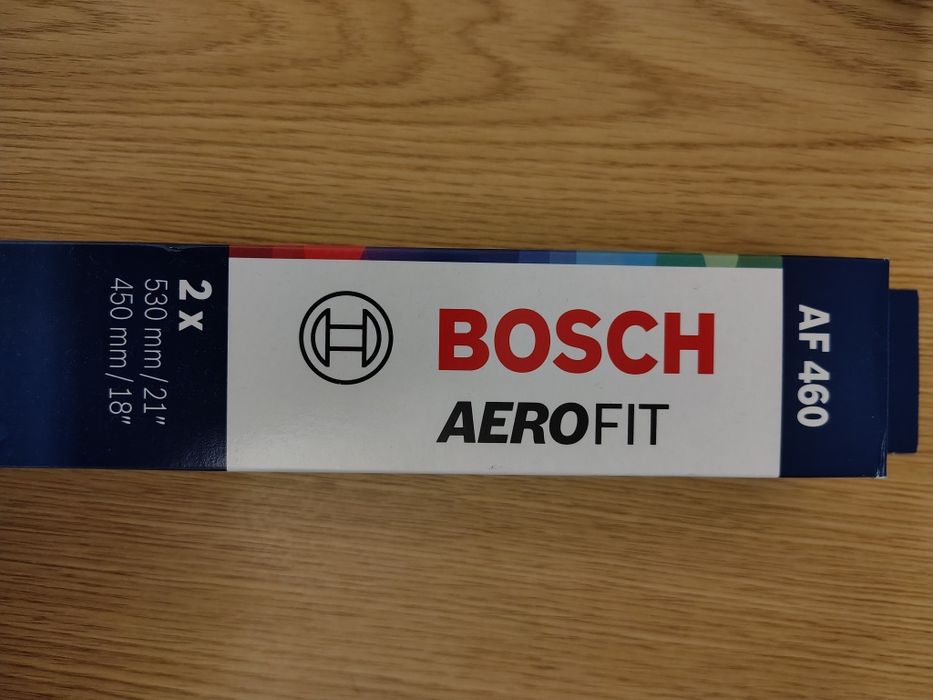 2 x
530 mm / 21"
450 mm / 18"
BOSCH
AEROFIT
AF 460